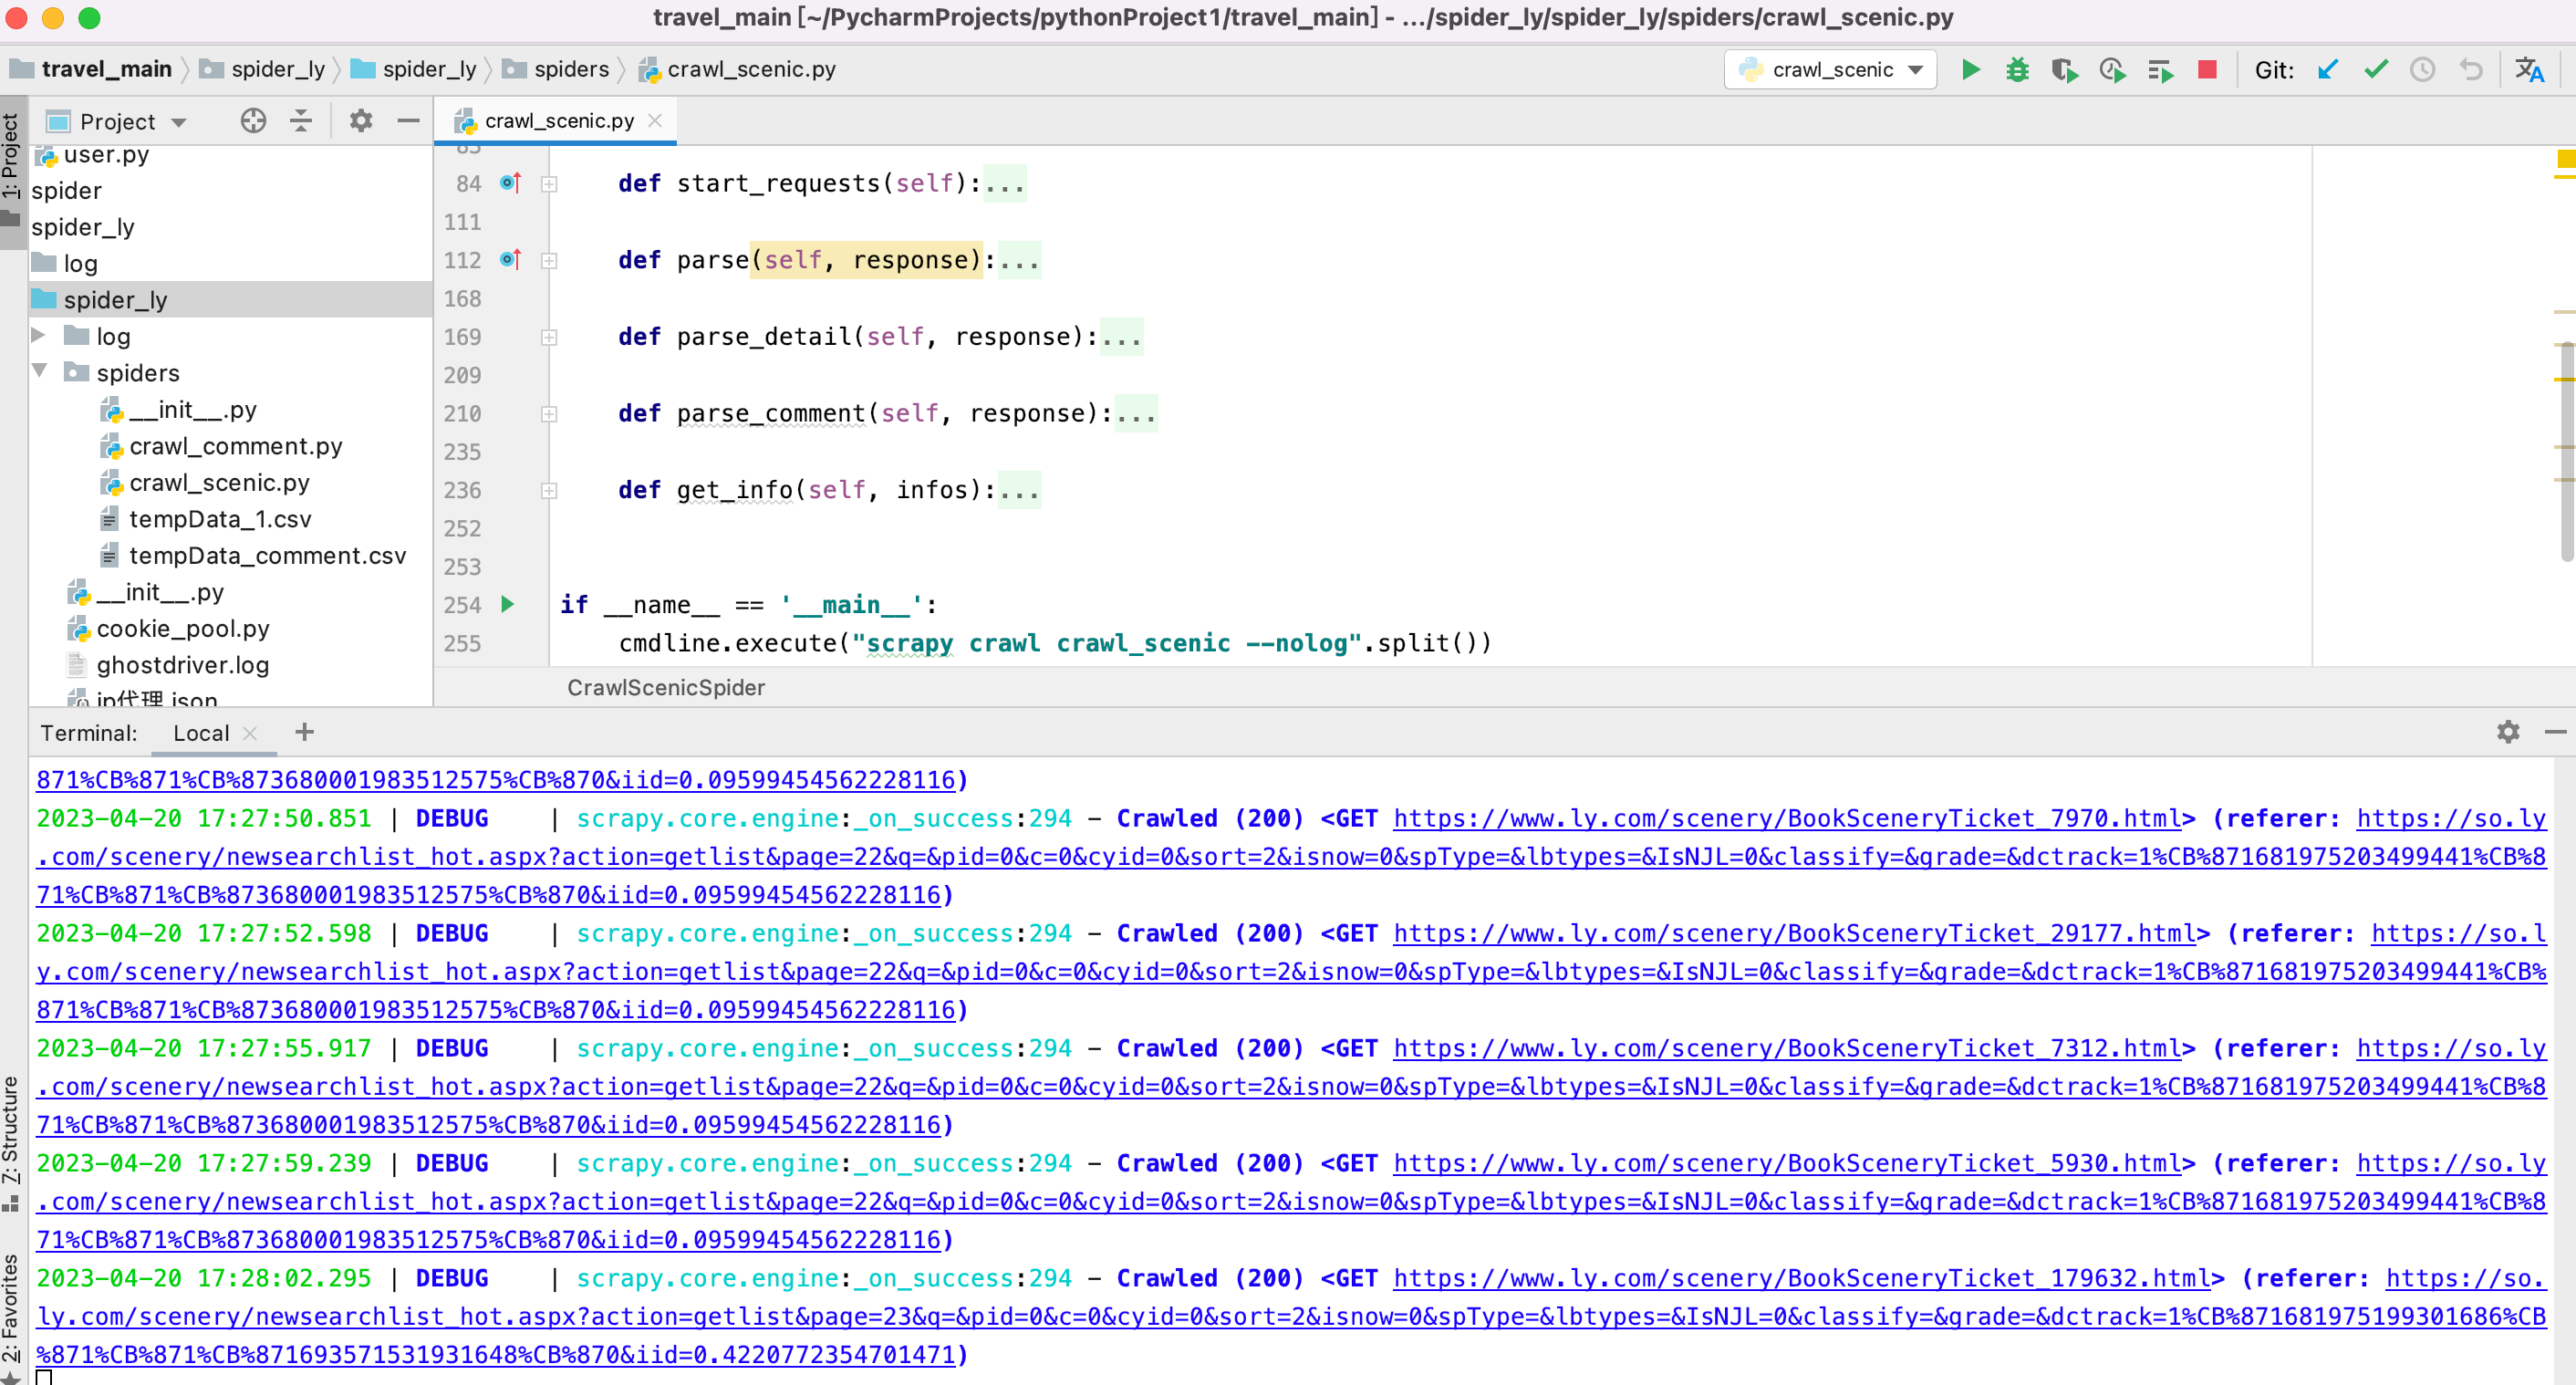 travel_main [~/PycharmProjects/pythonProject1/travel_main] - .../spider_ly/spider_ly/spiders/crawl_scenic.py
travel_main spider_ly spider_ly spiders crawl_scenic.py crawl_scenic Git:
1: Project
Project
crawl_scenic.py
user.py
spider
spider_ly
log
spider_ly
log
spiders
__init__.py
crawl_comment.py
crawl_scenic.py
tempData_1.csv
tempData_comment.csv
__init__.py
cookie_pool.py
ghostdriver.log
ip代理.json
83
84 def start_requests(self):...
111
112 def parse(self, response):...
168
169 def parse_detail(self, response):...
209
210 def parse_comment(self, response):...
235
236 def get_info(self, infos):...
252
253
254 if __name__ == '__main__':
255 cmdline.execute("scrapy crawl crawl_scenic --nolog".split())
CrawlScenicSpider
Terminal: Local
871%CB%871%CB%873680001983512575%CB%870&iid=0.09599454562228116)
2023-04-20 17:27:50.851 | DEBUG    | scrapy.core.engine:_on_success:294 - Crawled (200) <GET https://www.ly.com/scenery/BookSceneryTicket_7970.html> (referer: https://so.ly
.com/scenery/newsearchlist_hot.aspx?action=getlist&page=22&q=&pid=0&c=0&cyid=0&sort=2&isnow=0&spType=&lbtypes=&IsNJL=0&classify=&grade=&dctrack=1%CB%871681975203499441%CB%8
71%CB%871%CB%873680001983512575%CB%870&iid=0.09599454562228116)
2023-04-20 17:27:52.598 | DEBUG    | scrapy.core.engine:_on_success:294 - Crawled (200) <GET https://www.ly.com/scenery/BookSceneryTicket_29177.html> (referer: https://so.l
y.com/scenery/newsearchlist_hot.aspx?action=getlist&page=22&q=&pid=0&c=0&cyid=0&sort=2&isnow=0&spType=&lbtypes=&IsNJL=0&classify=&grade=&dctrack=1%CB%871681975203499441%CB%
871%CB%871%CB%873680001983512575%CB%870&iid=0.09599454562228116)
2023-04-20 17:27:55.917 | DEBUG    | scrapy.core.engine:_on_success:294 - Crawled (200) <GET https://www.ly.com/scenery/BookSceneryTicket_7312.html> (referer: https://so.ly
.com/scenery/newsearchlist_hot.aspx?action=getlist&page=22&q=&pid=0&c=0&cyid=0&sort=2&isnow=0&spType=&lbtypes=&IsNJL=0&classify=&grade=&dctrack=1%CB%871681975203499441%CB%8
71%CB%871%CB%873680001983512575%CB%870&iid=0.09599454562228116)
2023-04-20 17:27:59.239 | DEBUG    | scrapy.core.engine:_on_success:294 - Crawled (200) <GET https://www.ly.com/scenery/BookSceneryTicket_5930.html> (referer: https://so.ly
.com/scenery/newsearchlist_hot.aspx?action=getlist&page=22&q=&pid=0&c=0&cyid=0&sort=2&isnow=0&spType=&lbtypes=&IsNJL=0&classify=&grade=&dctrack=1%CB%871681975203499441%CB%8
71%CB%871%CB%873680001983512575%CB%870&iid=0.09599454562228116)
2023-04-20 17:28:02.295 | DEBUG    | scrapy.core.engine:_on_success:294 - Crawled (200) <GET https://www.ly.com/scenery/BookSceneryTicket_179632.html> (referer: https://so.
ly.com/scenery/newsearchlist_hot.aspx?action=getlist&page=23&q=&pid=0&c=0&cyid=0&sort=2&isnow=0&spType=&lbtypes=&IsNJL=0&classify=&grade=&dctrack=1%CB%871681975199301686%CB
%871%CB%871%CB%8716935715319316​48%CB%870&iid=0.4220772354701471)
Z: Structure
2: Favorites